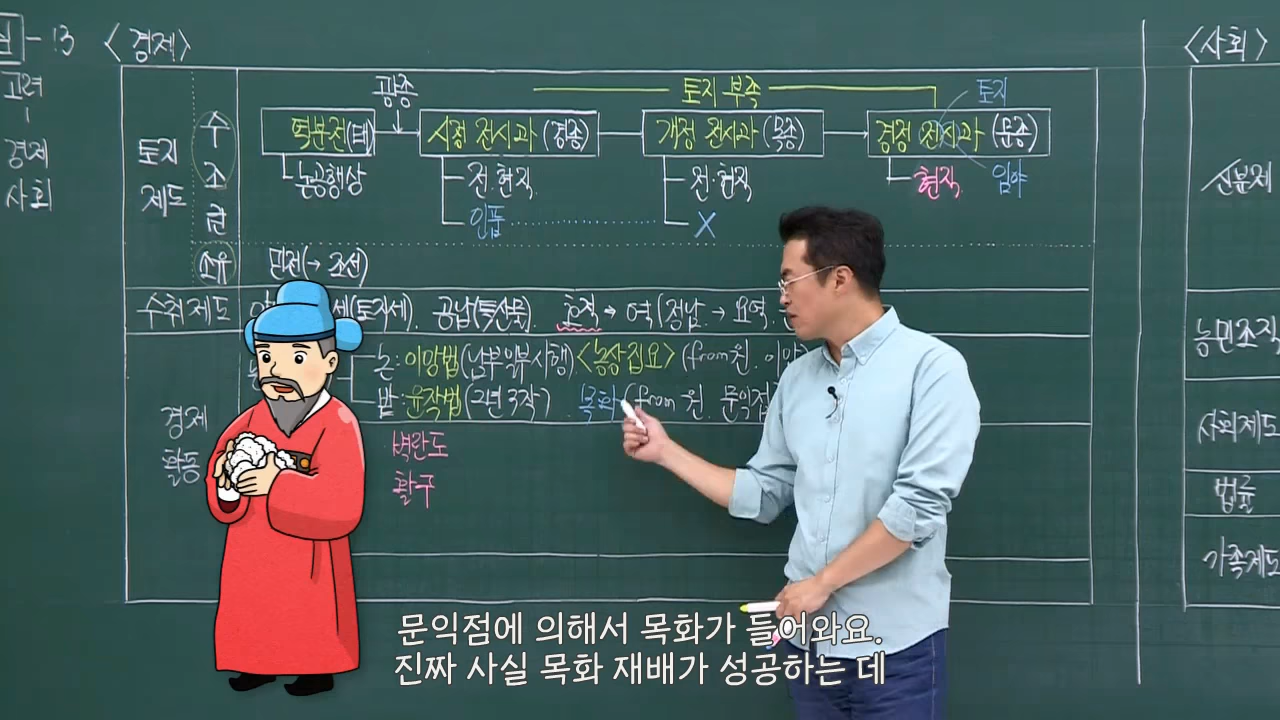 - 13 <경제>
<사회>
고려
경제
사회
토지
제도
수
조
권
소유
광종
토지 부족
토지
역분전(태)
시정 전시과 (경종)
개정 전시과 (목종)
경정 전시과 (문종)
논공행상
전·현직
인품
전·현직
X
현직
임야
민전(→ 조선)
수취제도
세(토지세). 공납(특산물). 호적 → 역(정남 → 요역.
논: 이앙법(남부 일부 시행) <농상집요> (from 원. 이암
밭: 윤작법(2년 3작) 목화 (from 원. 문익점
경제
활동
벽란도
활구
신분제
농민조직
사회제도
법률
가족제도
문익점에 의해서 목화가 들어와요.
진짜 사실 목화 재배가 성공하는 데